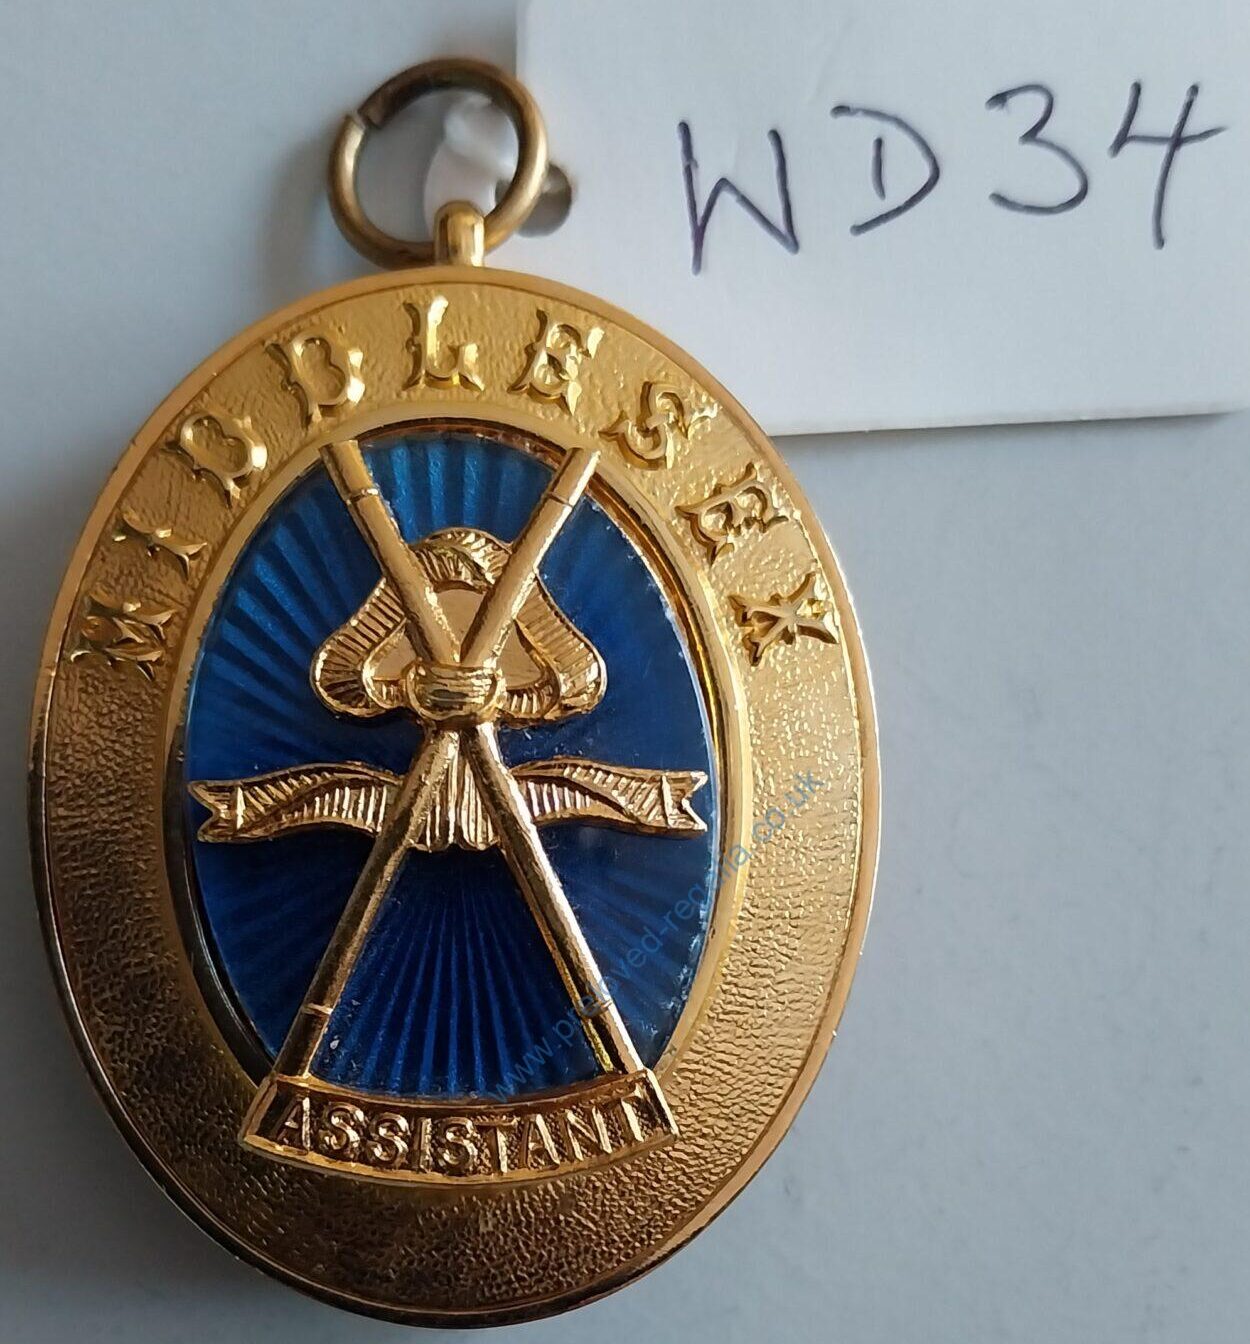 WD34
MIDDLESEX
ASSISTANT
www.preloved-regalia.co.uk